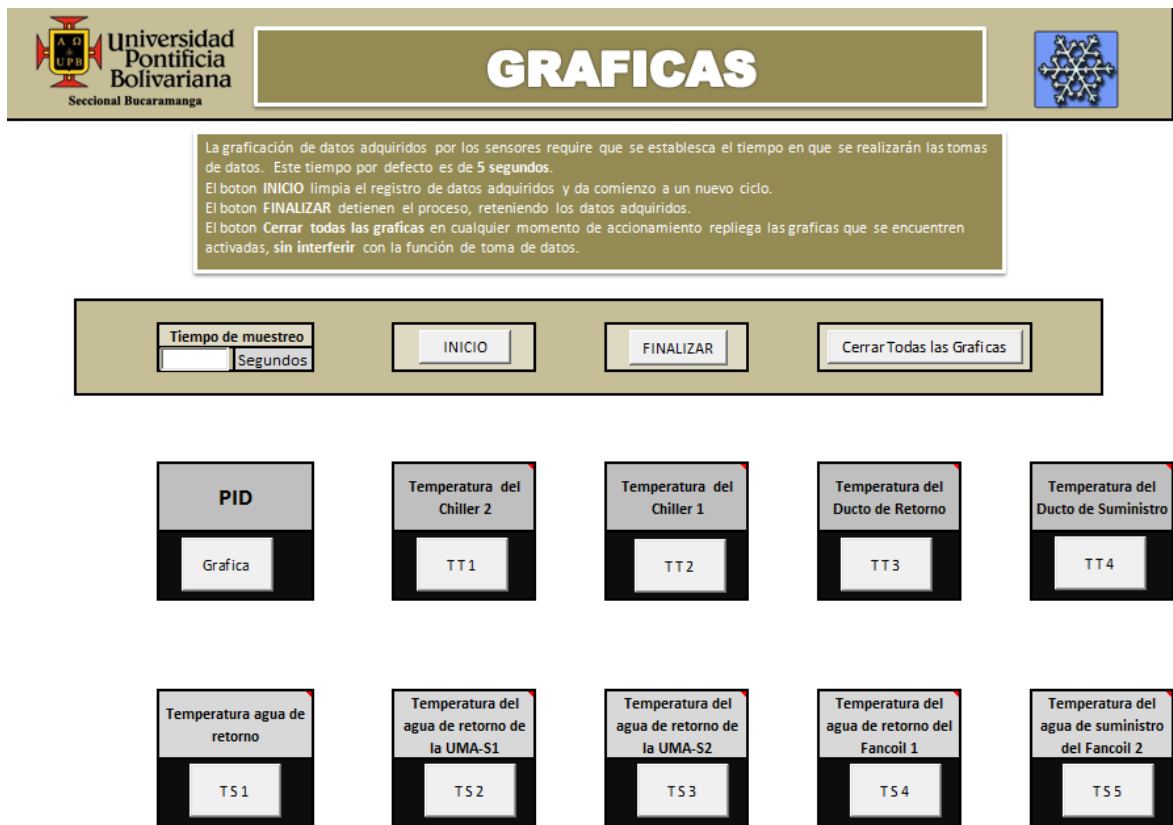 Universidad
Pontificia
Bolivariana
Seccional Bucaramanga
A Ω
&
UPB
GRAFICAS
La graficación de datos adquiridos por los sensores require que se establesca el tiempo en que se realizarán las tomas
de datos. Este tiempo por defecto es de 5 segundos.
El boton INICIO limpia el registro de datos adquiridos y da comienzo a un nuevo ciclo.
El boton FINALIZAR detienen el proceso, reteniendo los datos adquiridos.
El boton Cerrar todas las graficas en cualquier momento de accionamiento repliega las graficas que se encuentren
activadas, sin interferir con la función de toma de datos.
Tiempo de muestreo
Segundos
INICIO
FINALIZAR
Cerrar Todas las Graficas
PID
Grafica
Temperatura del
Chiller 2
TT1
Temperatura del
Chiller 1
TT2
Temperatura del
Ducto de Retorno
TT3
Temperatura del
Ducto de Suministro
TT4
Temperatura agua de
retorno
TS1
Temperatura del
agua de retorno de
la UMA-S1
TS2
Temperatura del
agua de retorno de
la UMA-S2
TS3
Temperatura del
agua de retorno del
Fancoil 1
TS4
Temperatura del
agua de suministro
del Fancoil 2
TS5